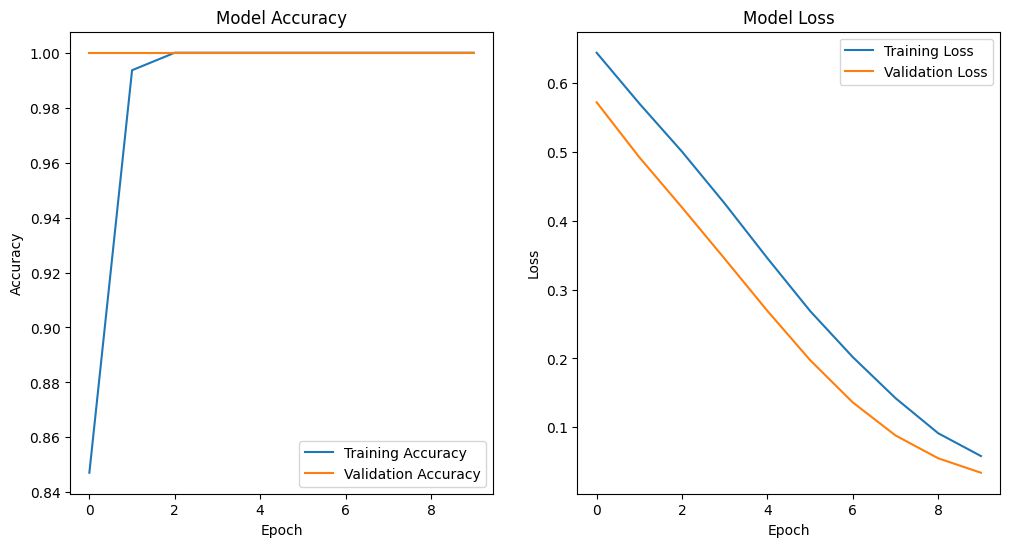 Model Accuracy
1.00
0.98
0.96
0.94
0.92
0.90
0.88
0.86
0.84
Accuracy
0
2
4
6
8
Epoch
Training Accuracy
Validation Accuracy
Model Loss
0.6
0.5
0.4
0.3
0.2
0.1
Loss
0
2
4
6
8
Epoch
Training Loss
Validation Loss